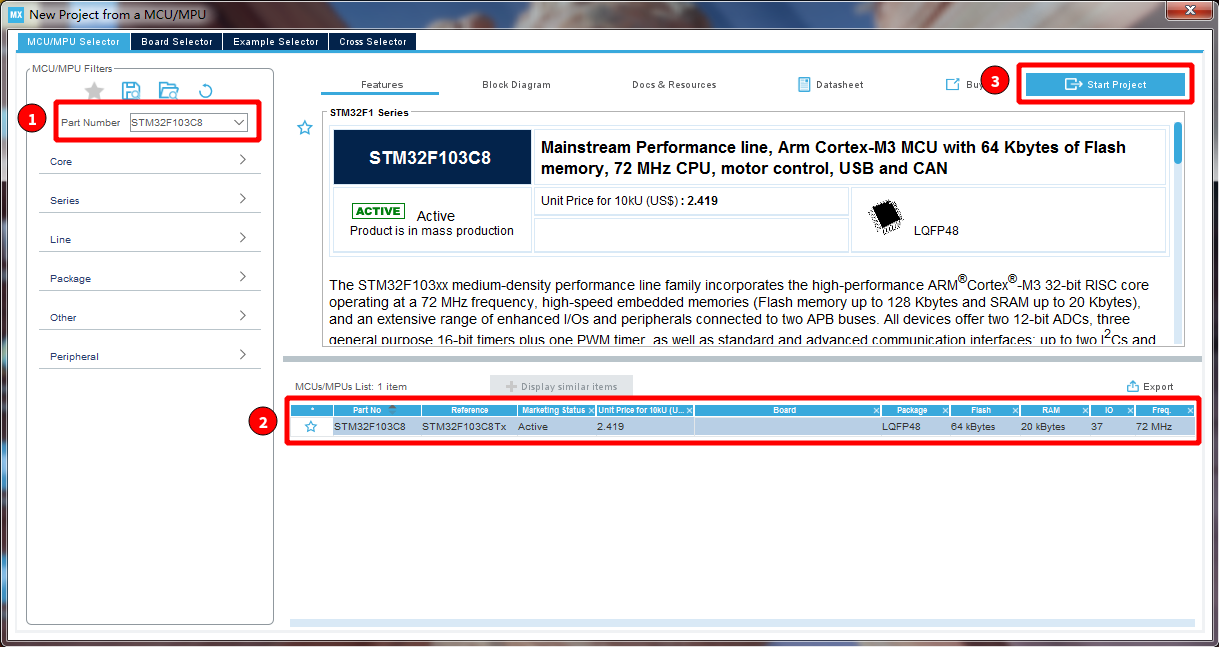 MX New Project from a MCU/MPU
MCU/MPU Selector Board Selector Example Selector Cross Selector
MCU/MPU Filters
1
Part Number STM32F103C8
Core
Series
Line
Package
Other
Peripheral
Features Block Diagram Docs & Resources Datasheet Buy
3
Start Project
STM32F1 Series
STM32F103C8
Mainstream Performance line, Arm Cortex-M3 MCU with 64 Kbytes of Flash
memory, 72 MHz CPU, motor control, USB and CAN
ACTIVE Active
Product is in mass production
Unit Price for 10kU (US$) : 2.419
LQFP48
The STM32F103xx medium-density performance line family incorporates the high-performance ARM®Cortex®-M3 32-bit RISC core
operating at a 72 MHz frequency, high-speed embedded memories (Flash memory up to 128 Kbytes and SRAM up to 20 Kbytes),
and an extensive range of enhanced I/Os and peripherals connected to two APB buses. All devices offer two 12-bit ADCs, three
general purpose 16-bit timers plus one PWM timer, as well as standard and advanced communication interfaces: up to two I²Cs and
MCUs/MPUs List: 1 item
Display similar items
Export
2
* Part No Reference Marketing Status Unit Price for 10kU (U... Board Package Flash RAM IO Freq.
STM32F103C8 STM32F103C8Tx Active 2.419 LQFP48 64 kBytes 20 kBytes 37 72 MHz